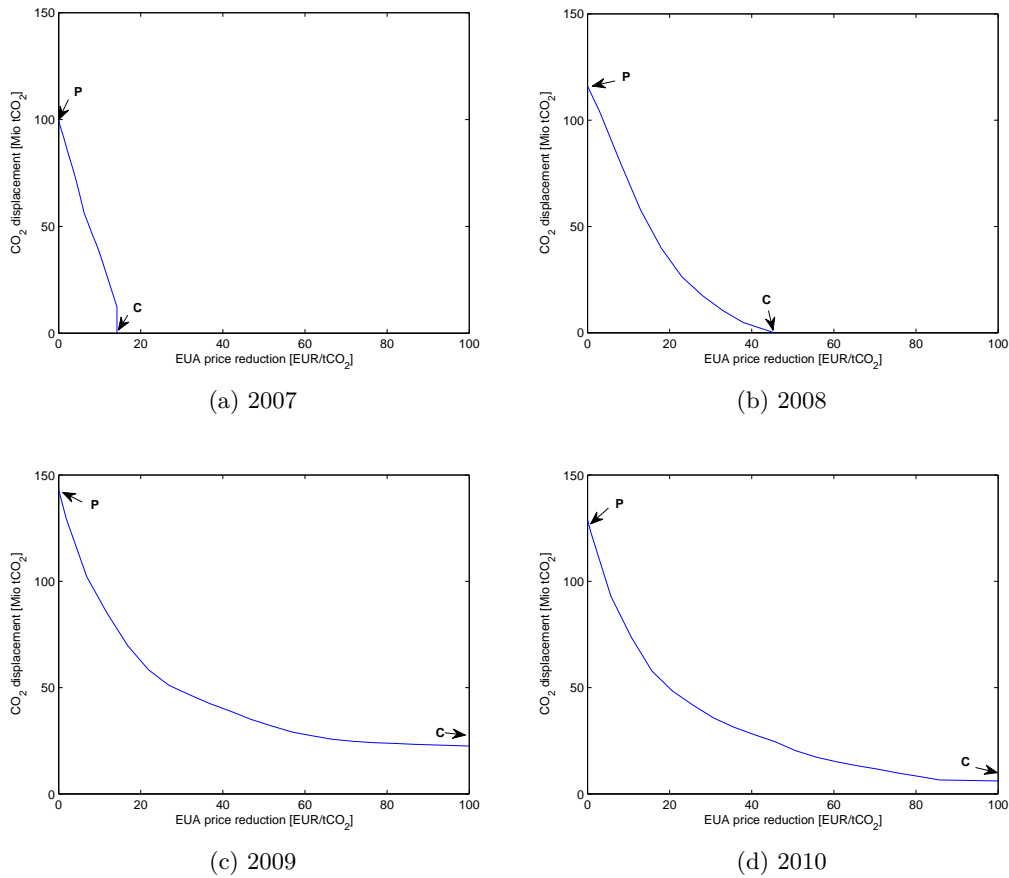 150
100
50
0
CO2 displacement [Mio tCO2]
P
C
0 20 40 60 80 100
EUA price reduction [EUR/tCO2]
(a) 2007
150
100
50
0
CO2 displacement [Mio tCO2]
P
C
0 20 40 60 80 100
EUA price reduction [EUR/tCO2]
(b) 2008
150
100
50
0
CO2 displacement [Mio tCO2]
P
C
0 20 40 60 80 100
EUA price reduction [EUR/tCO2]
(c) 2009
150
100
50
0
CO2 displacement [Mio tCO2]
P
C
0 20 40 60 80 100
EUA price reduction [EUR/tCO2]
(d) 2010